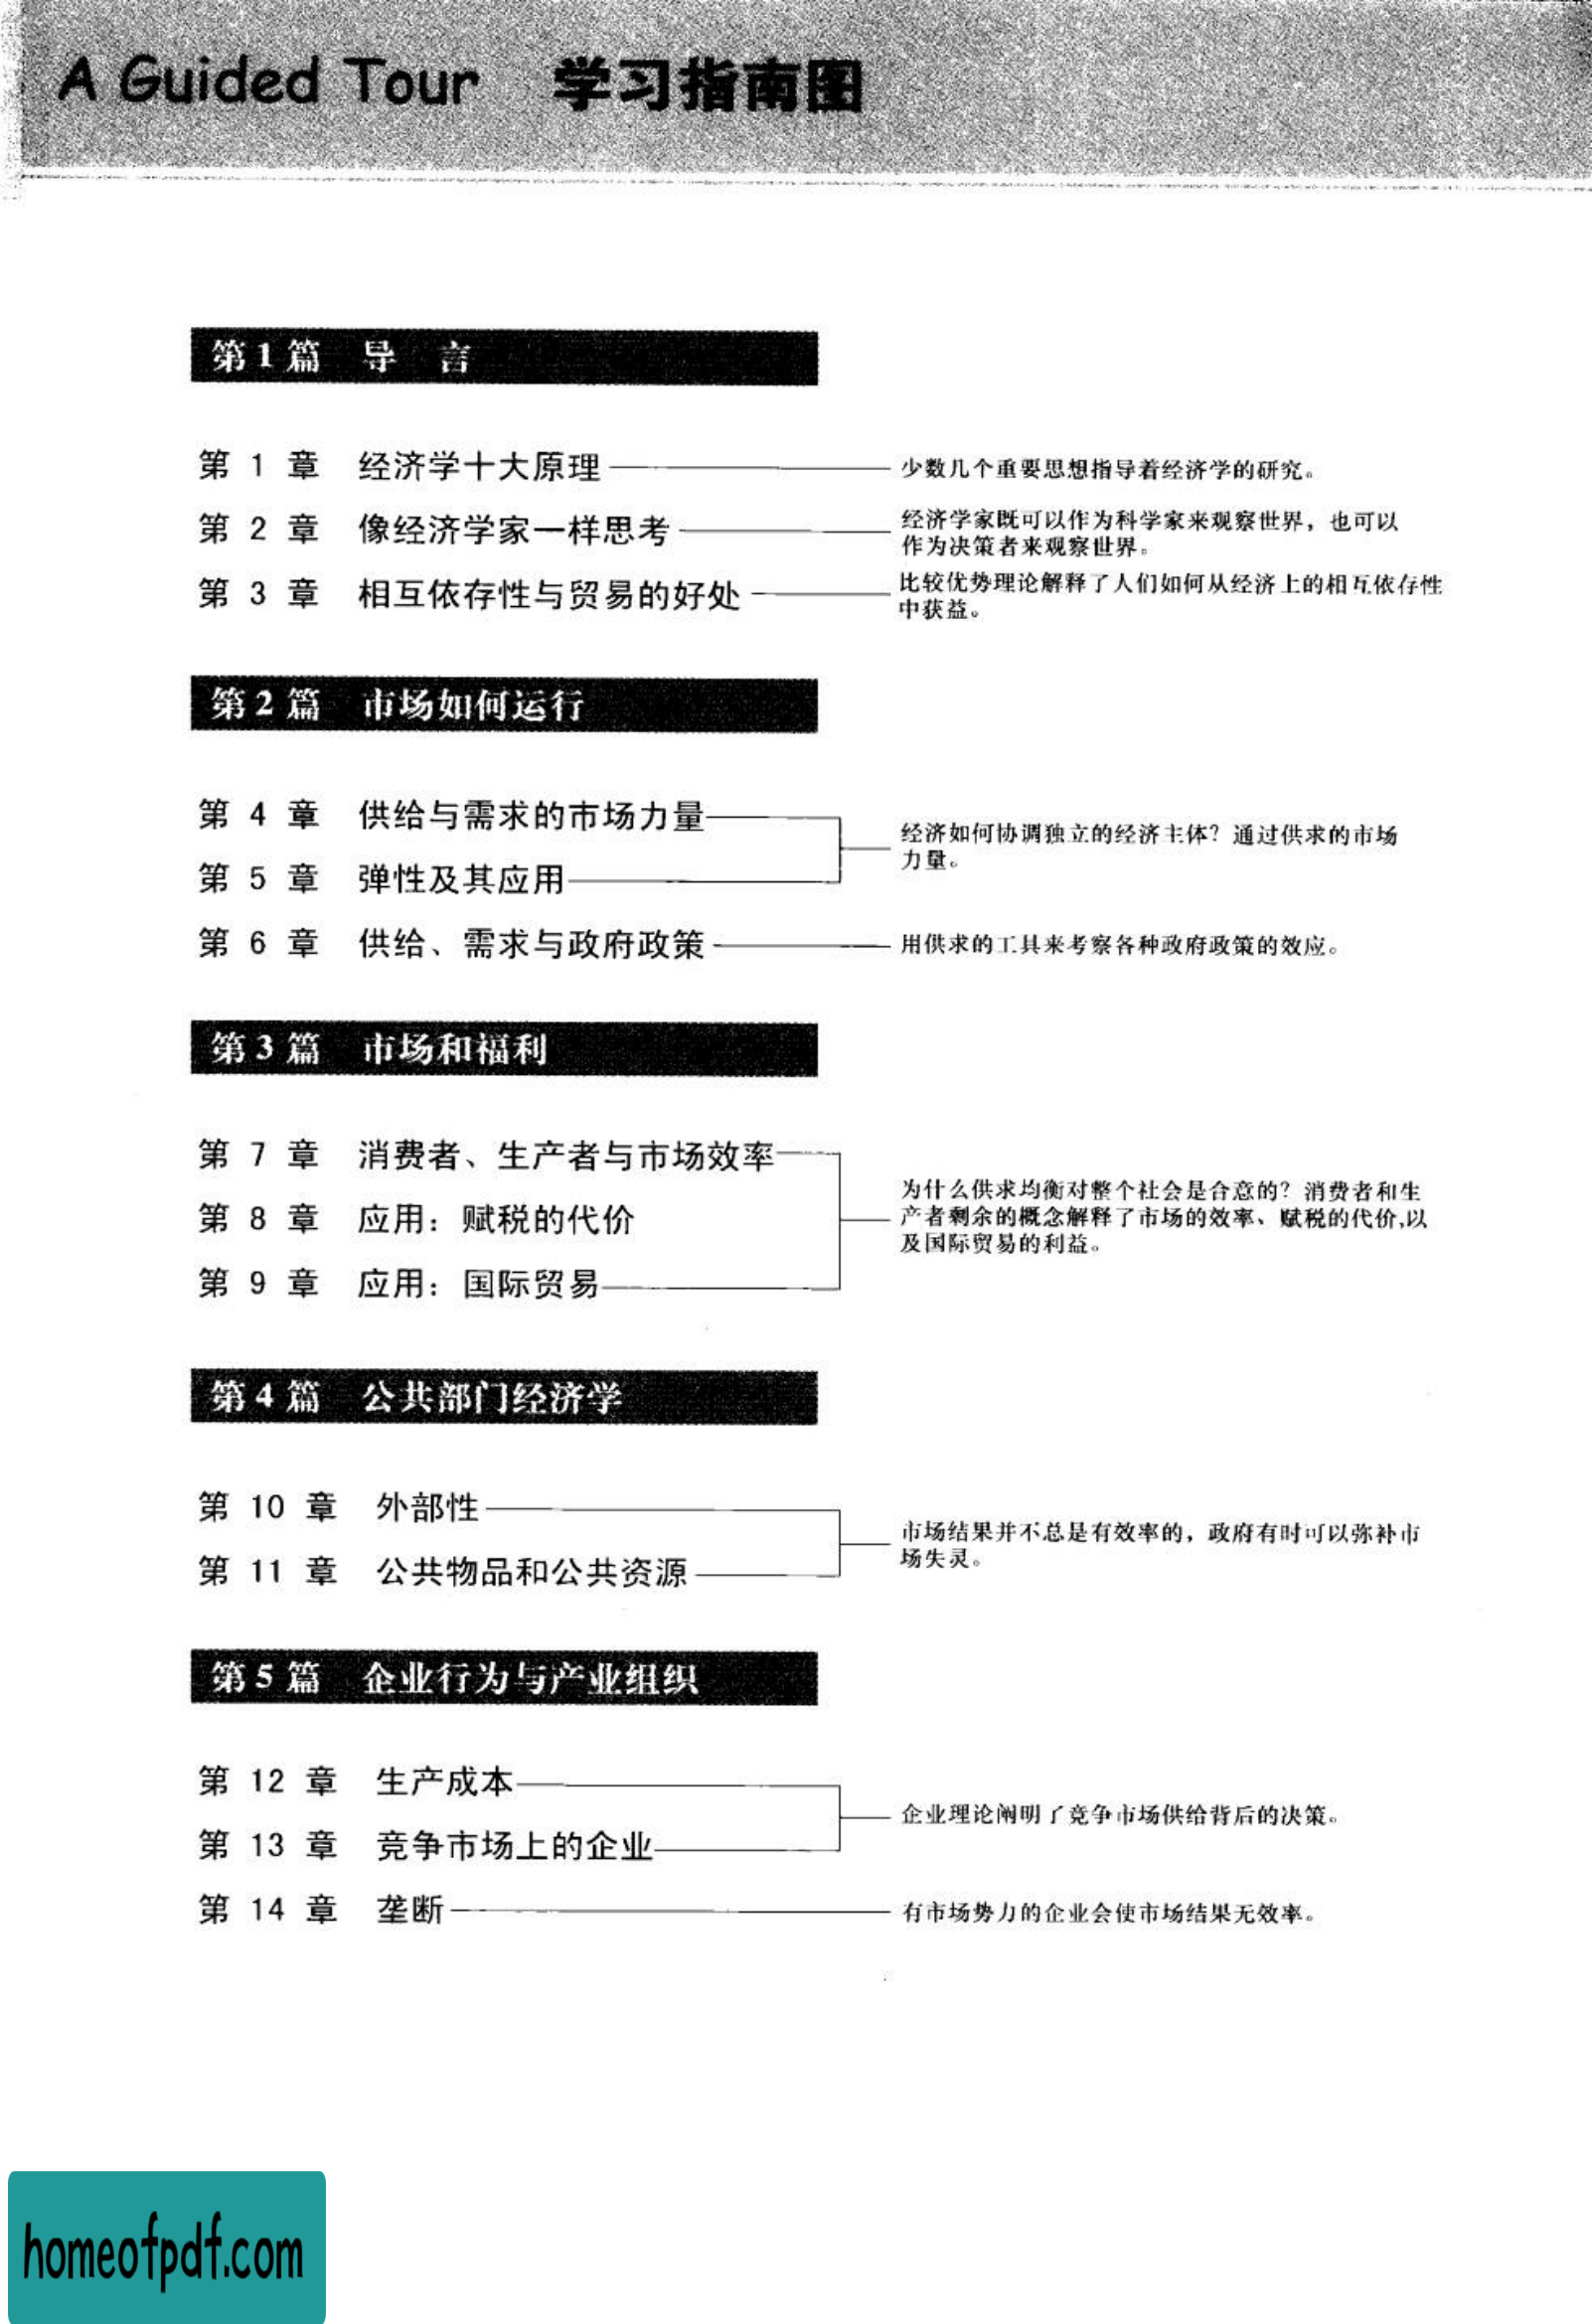 A Guided Tour 学习指南图
第1篇 导 言
第 1 章 经济学十大原理
少数几个重要思想指导着经济学的研究。
第 2 章 像经济学家一样思考
经济学家既可以作为科学家来观察世界，也可以
作为决策者来观察世界。
第 3 章 相互依存性与贸易的好处
比较优势理论解释了人们如何从经济上的相互依存性
中获益。
第2篇 市场如何运行
第 4 章 供给与需求的市场力量
第 5 章 弹性及其应用
经济如何协调独立的经济主体？通过供求的市场
力量。
第 6 章 供给、需求与政府政策
用供求的工具来考察各种政府政策的效应。
第3篇 市场和福利
第 7 章 消费者、生产者与市场效率
第 8 章 应用：赋税的代价
第 9 章 应用：国际贸易
为什么供求均衡对整个社会是合意的？消费者和生
产者剩余的概念解释了市场的效率、赋税的代价,以
及国际贸易的利益。
第4篇 公共部门经济学
第 10 章 外部性
第 11 章 公共物品和公共资源
市场结果并不总是有效率的，政府有时可以弥补市
场失灵。
第5篇 企业行为与产业组织
第 12 章 生产成本
第 13 章 竞争市场上的企业
企业理论阐明了竞争市场供给背后的决策。
第 14 章 垄断
有市场势力的企业会使市场结果无效率。
homeofpdf.com